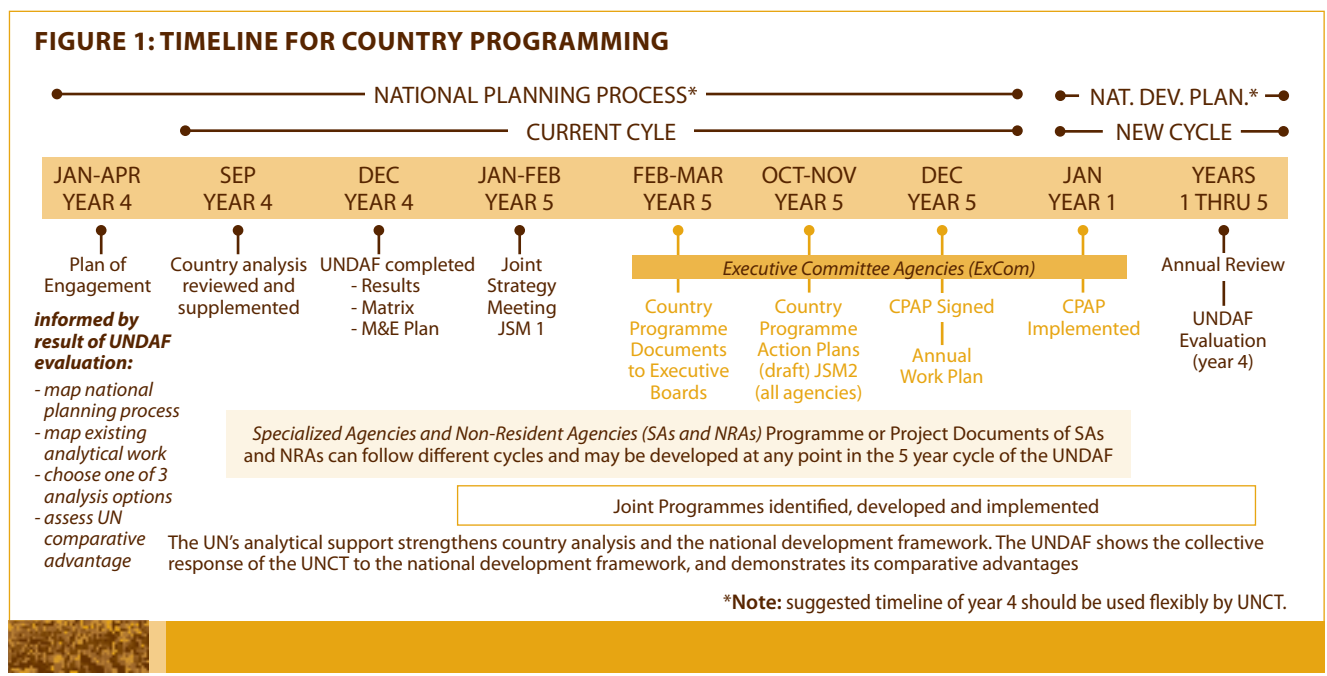 FIGURE 1: TIMELINE FOR COUNTRY PROGRAMMING
NATIONAL PLANNING PROCESS*
NAT. DEV. PLAN.*
CURRENT CYLE
NEW CYCLE
JAN-APR
YEAR 4
SEP
YEAR 4
DEC
YEAR 4
JAN-FEB
YEAR 5
FEB-MAR
YEAR 5
OCT-NOV
YEAR 5
DEC
YEAR 5
JAN
YEAR 1
YEARS
1 THRU 5
Plan of
Engagement
informed by
result of UNDAF
evaluation:
- map national
planning process
- map existing
analytical work
- choose one of 3
analysis options
- assess UN
comparative
advantage
Country analysis
reviewed and
supplemented
UNDAF completed
- Results
- Matrix
- M&E Plan
Joint
Strategy
Meeting
JSM 1
Executive Committee Agencies (ExCom)
Country
Programme
Documents
to Executive
Boards
Country
Programme
Action Plans
(draft) JSM2
(all agencies)
CPAP Signed
Annual
Work Plan
CPAP
Implemented
Annual Review
UNDAF
Evaluation
(year 4)
Specialized Agencies and Non-Resident Agencies (SAs and NRAs) Programme or Project Documents of SAs
and NRAs can follow different cycles and may be developed at any point in the 5 year cycle of the UNDAF
Joint Programmes identified, developed and implemented
The UN's analytical support strengthens country analysis and the national development framework. The UNDAF shows the collective
response of the UNCT to the national development framework, and demonstrates its comparative advantages
*Note: suggested timeline of year 4 should be used flexibly by UNCT.